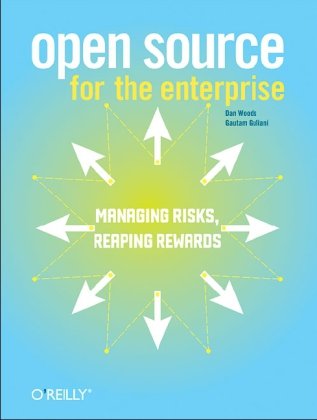 open source
for the enterprise
Dan Woods
Gautam Guliani
MANAGING RISKS,
REAPING REWARDS
O'REILLY®